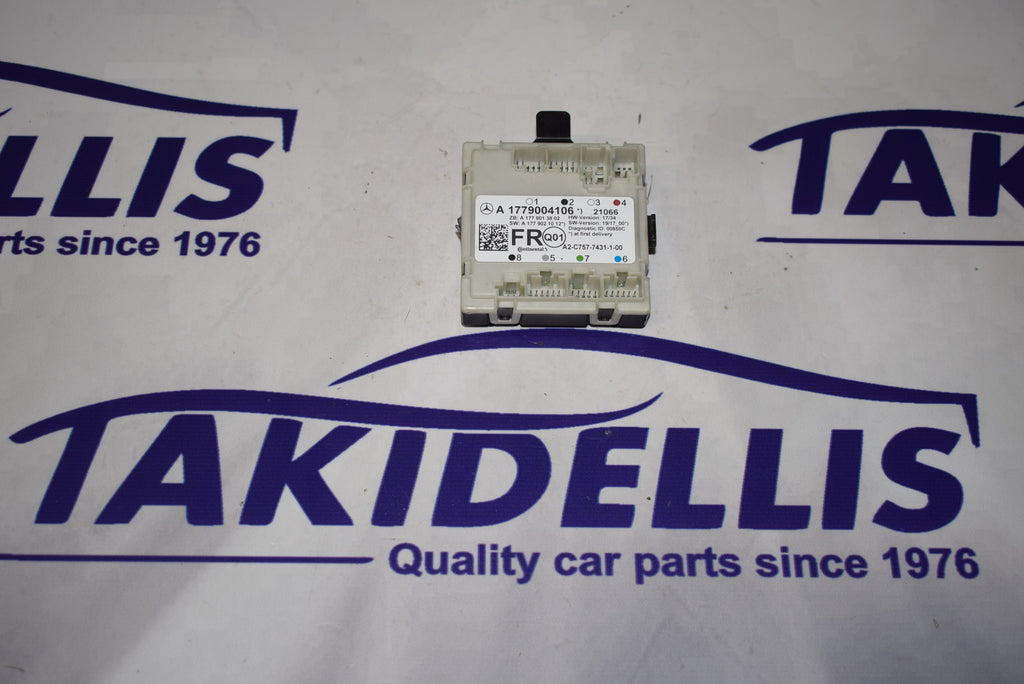 LLIS
rts since 1976
TAK
1 2 3 4
A 1779004106 *) 21066
ZB: A 177 901 38 02 HW-Version: 17/34
SW: A 177 902 10 12*) SW-Version: 19/17_00*)
Diagnostic ID: 00850C
*) at first delivery
FR Q01
Continental A2-C757-7431-1-00
8 5 - 7 6
TAKIDELLIS
Quality car parts since 1976